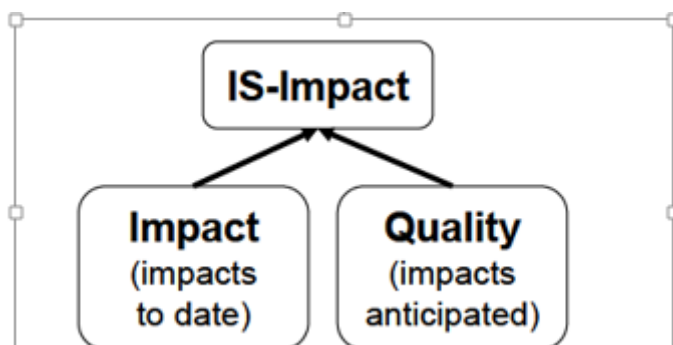 IS-Impact
Impact
(impacts
to date)
Quality
(impacts
anticipated)